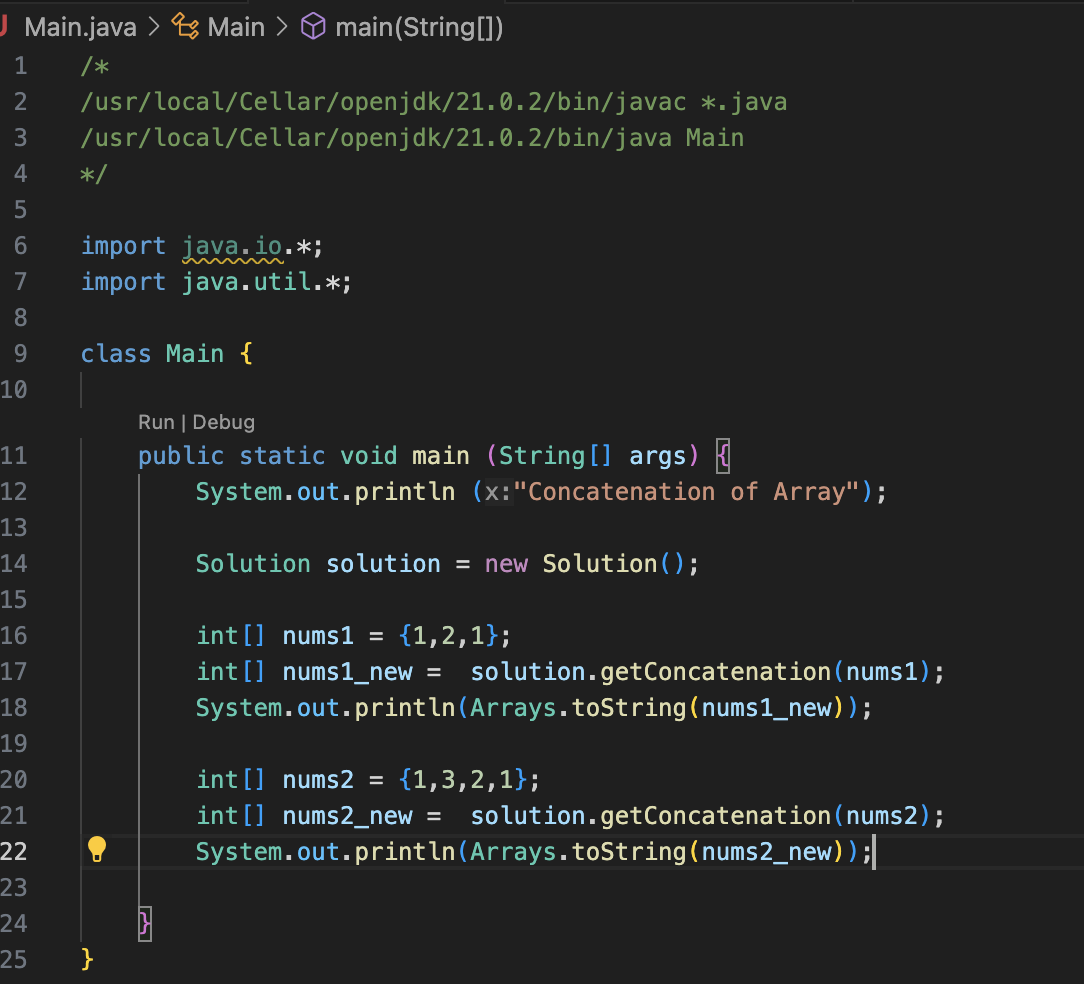 Main.java > Main > main(String[])
1 /*
2 /usr/local/Cellar/openjdk/21.0.2/bin/javac *.java
3 /usr/local/Cellar/openjdk/21.0.2/bin/java Main
4 */
5
6 import java.io.*;
7 import java.util.*;
8
9 class Main {
10
Run | Debug
11 public static void main (String[] args) {
12 System.out.println (x:"Concatenation of Array");
13
14 Solution solution = new Solution();
15
16 int[] nums1 = {1,2,1};
17 int[] nums1_new =  solution.getConcatenation(nums1);
18 System.out.println(Arrays.toString(nums1_new));
19
20 int[] nums2 = {1,3,2,1};
21 int[] nums2_new =  solution.getConcatenation(nums2);
22 System.out.println(Arrays.toString(nums2_new));
23
24 }
25 }